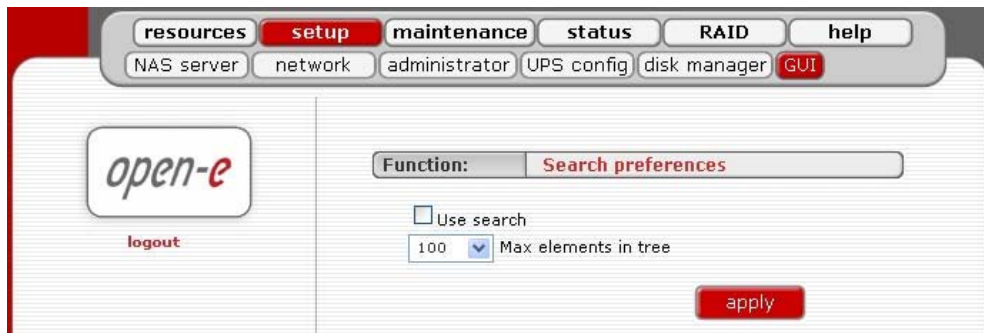 resources setup maintenance status RAID help
NAS server network administrator UPS config disk manager GUI
open-e
logout
Function: Search preferences
Use search
100 Max elements in tree
apply